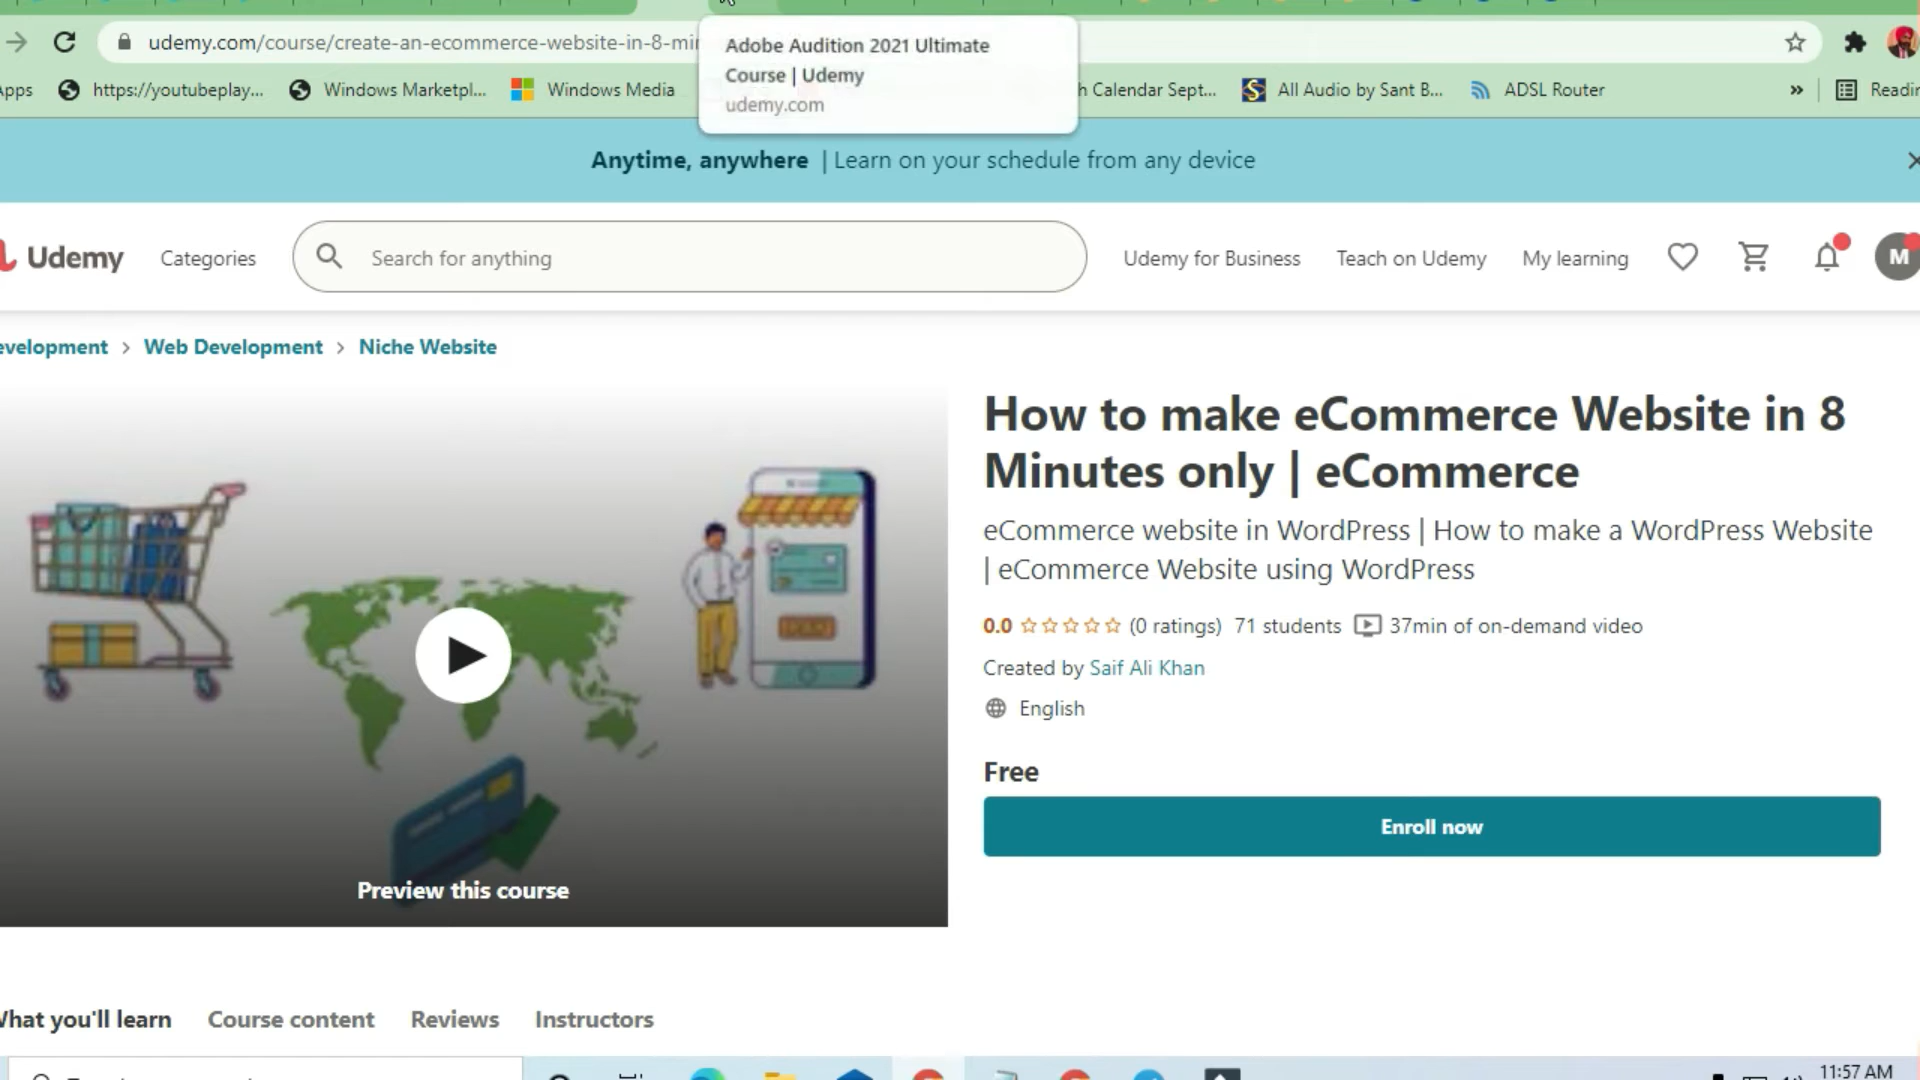 udemy.com/course/create-an-ecommerce-website-in-8-mi
Adobe Audition 2021 Ultimate
Course | Udemy
udemy.com
https://youtubeplay...
Windows Marketpl...
Windows Media
h Calendar Sept...
All Audio by Sant B...
ADSL Router
»
Anytime, anywhere | Learn on your schedule from any device
Udemy
Categories
Search for anything
Udemy for Business
Teach on Udemy
My learning
M
Web Development > Niche Website
How to make eCommerce Website in 8
Minutes only | eCommerce
eCommerce website in WordPress | How to make a WordPress Website
| eCommerce Website using WordPress
0.0 (0 ratings) 71 students 37min of on-demand video
Created by Saif Ali Khan
English
Free
Enroll now
Preview this course
What you'll learn
Course content
Reviews
Instructors
11:57 AM